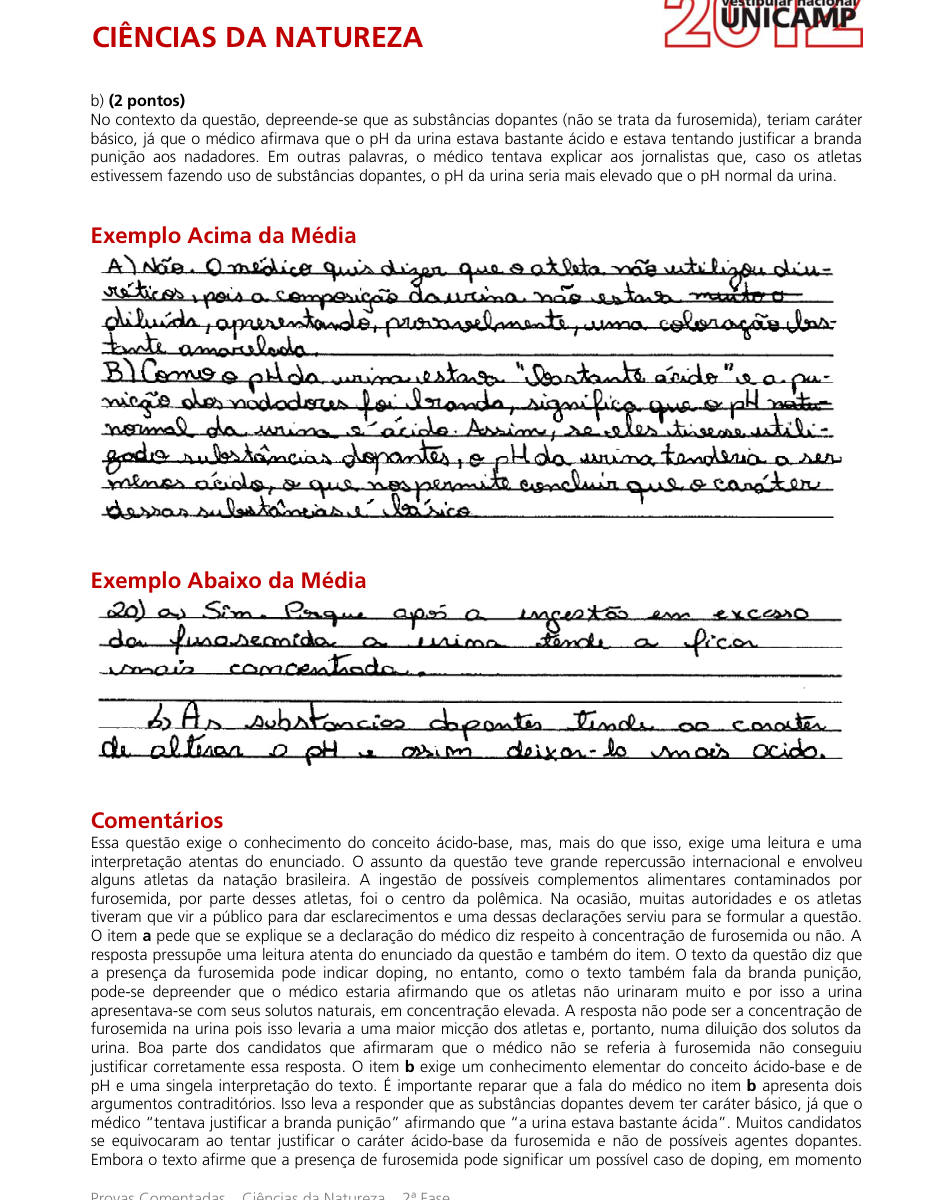 CIÊNCIAS DA NATUREZA
vestibular nacional
2012
UNICAMP
b) (2 pontos)
No contexto da questão, depreende-se que as substâncias dopantes (não se trata da furosemida), teriam caráter
básico, já que o médico afirmava que o pH da urina estava bastante ácido e estava tentando justificar a branda
punição aos nadadores. Em outras palavras, o médico tentava explicar aos jornalistas que, caso os atletas
estivessem fazendo uso de substâncias dopantes, o pH da urina seria mais elevado que o pH normal da urina.
Exemplo Acima da Média
A) Não. O médico quis dizer que o atleta não utilizou diu-
réticos, pois a composição da urina não estava muito o
diluída, apresentando, provavelmente, uma coloração bas-
tante amarelada.
B) Como o pH da urina estava "bastante ácido" e a pu-
nição dos nadadores foi branda, significa que o pH natu-
normal da urina é ácido. Assim, se eles tivesse utili-
zado substâncias dopantes, o pH da urina tenderia a ser
menos ácido, o que nos permite concluir que o caráter
dessas substâncias é básico
Exemplo Abaixo da Média
20) a) Sim. Porque após a ingestão em excesso
da furosemida a urina tende a ficar
mais concentrada.
b) As substancias dopantes tende ao carater
de alterar o pH e assim deixar-lo mais acido.
Comentários
Essa questão exige o conhecimento do conceito ácido-base, mas, mais do que isso, exige uma leitura e uma
interpretação atentas do enunciado. O assunto da questão teve grande repercussão internacional e envolveu
alguns atletas da natação brasileira. A ingestão de possíveis complementos alimentares contaminados por
furosemida, por parte desses atletas, foi o centro da polêmica. Na ocasião, muitas autoridades e os atletas
tiveram que vir a público para dar esclarecimentos e uma dessas declarações serviu para se formular a questão.
O item a pede que se explique se a declaração do médico diz respeito à concentração de furosemida ou não. A
resposta pressupõe uma leitura atenta do enunciado da questão e também do item. O texto da questão diz que
a presença da furosemida pode indicar doping, no entanto, como o texto também fala da branda punição,
pode-se depreender que o médico estaria afirmando que os atletas não urinaram muito e por isso a urina
apresentava-se com seus solutos naturais, em concentração elevada. A resposta não pode ser a concentração de
furosemida na urina pois isso levaria a uma maior micção dos atletas e, portanto, numa diluição dos solutos da
urina. Boa parte dos candidatos que afirmaram que o médico não se referia à furosemida não conseguiu
justificar corretamente essa resposta. O item b exige um conhecimento elementar do conceito ácido-base e de
pH e uma singela interpretação do texto. É importante reparar que a fala do médico no item b apresenta dois
argumentos contraditórios. Isso leva a responder que as substâncias dopantes devem ter caráter básico, já que o
médico "tentava justificar a branda punição" afirmando que "a urina estava bastante ácida". Muitos candidatos
se equivocaram ao tentar justificar o caráter ácido-base da furosemida e não de possíveis agentes dopantes.
Embora o texto afirme que a presença de furosemida pode significar um possível caso de doping, em momento
Provas Comentadas – Ciências da Natureza – 2ª Fase